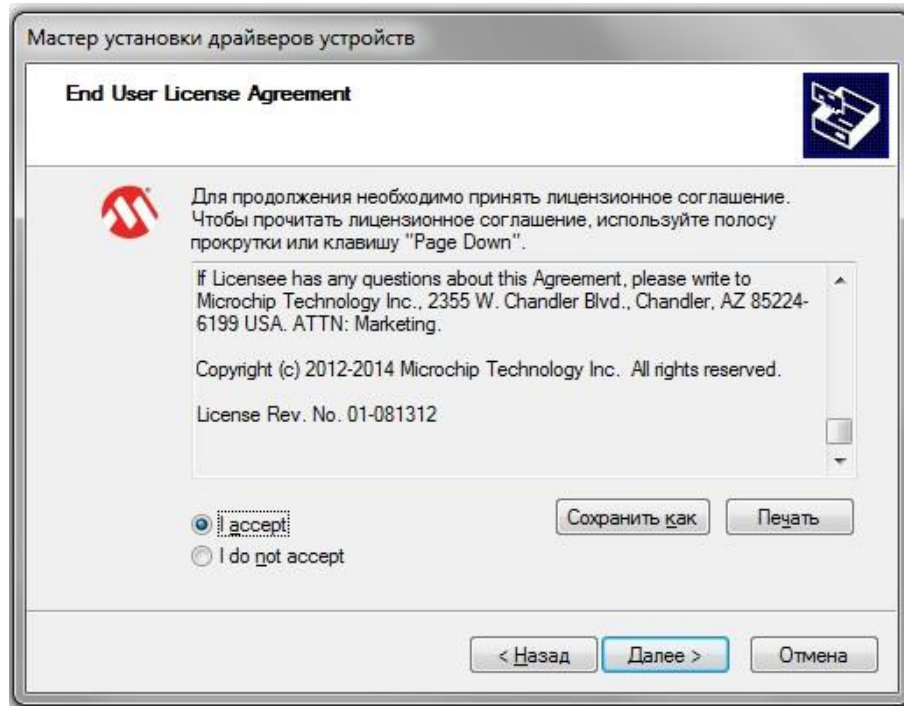 Мастер установки драйверов устройств
End User License Agreement
Для продолжения необходимо принять лицензионное соглашение.
Чтобы прочитать лицензионное соглашение, используйте полосу
прокрутки или клавишу "Page Down".
If Licensee has any questions about this Agreement, please write to
Microchip Technology Inc., 2355 W. Chandler Blvd., Chandler, AZ 85224-
6199 USA. ATTN: Marketing.
Copyright (c) 2012-2014 Microchip Technology Inc.  All rights reserved.
License Rev. No. 01-081312
I accept
Сохранить как
Печать
I do not accept
< Назад
Далее >
Отмена